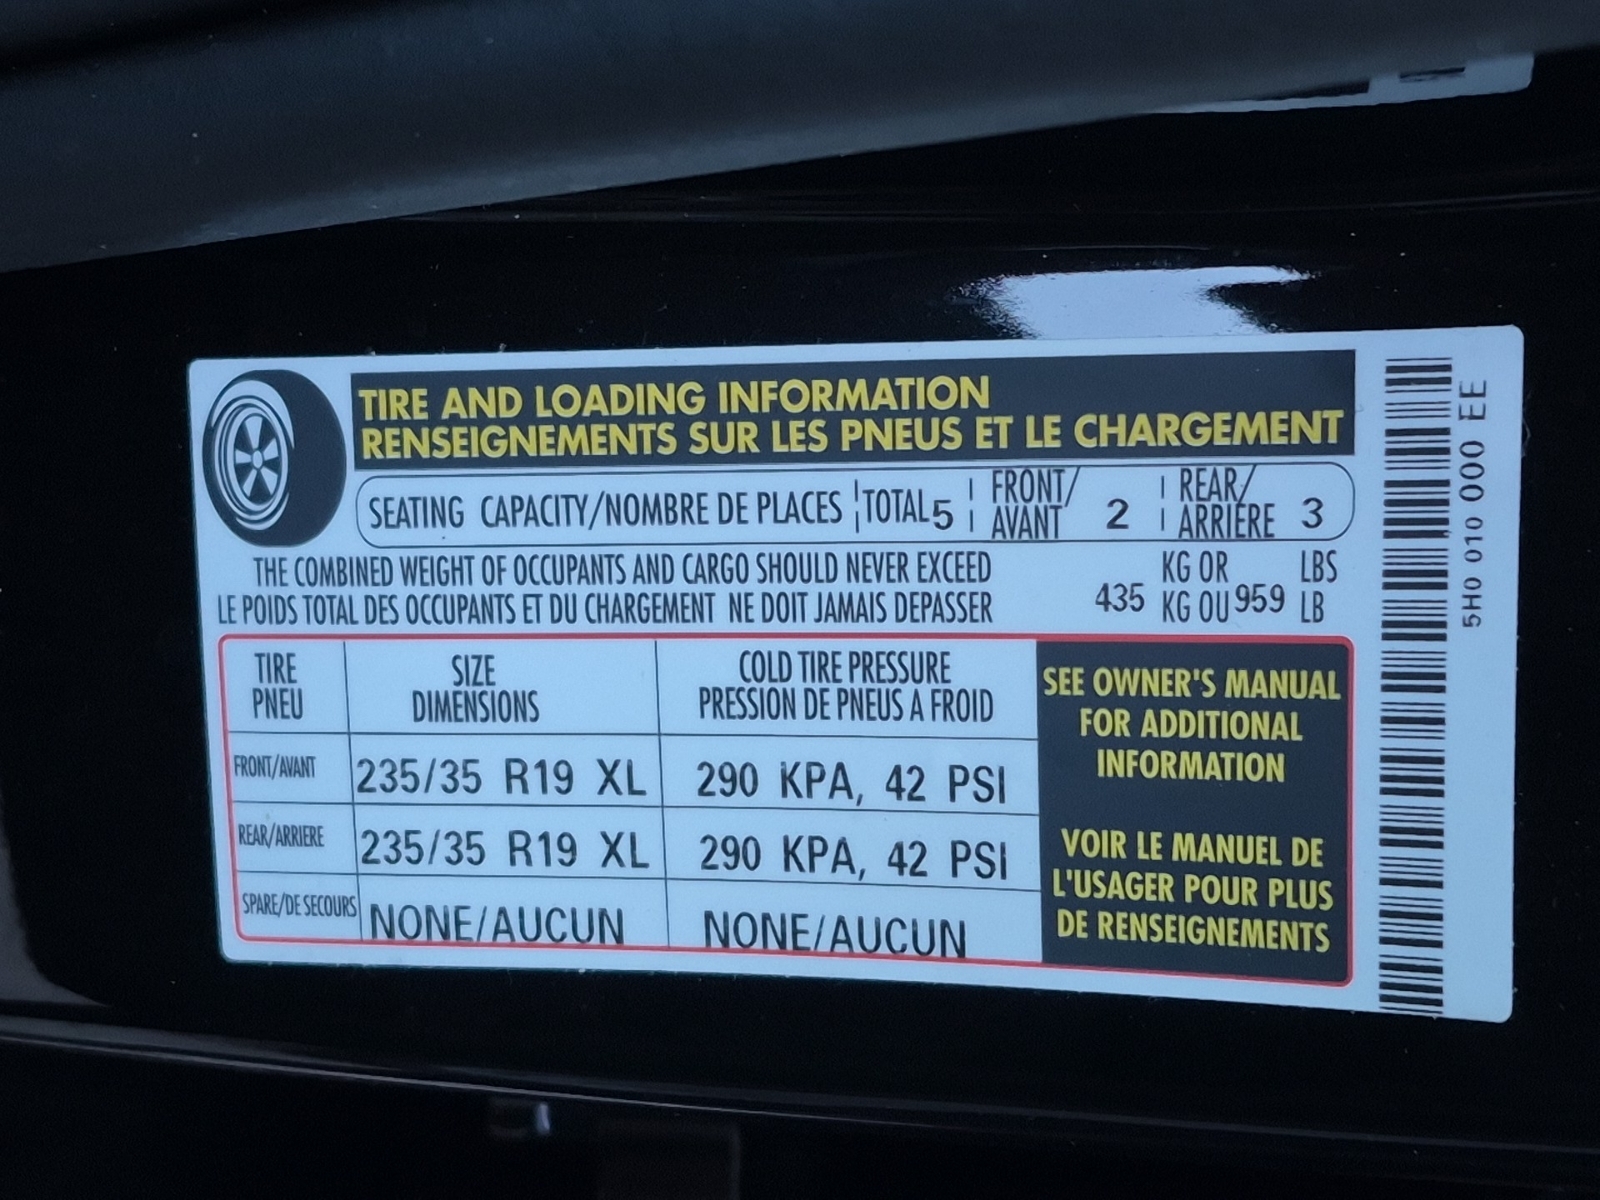 TIRE AND LOADING INFORMATION
RENSEIGNEMENTS SUR LES PNEUS ET LE CHARGEMENT
SEATING CAPACITY/NOMBRE DE PLACES TOTAL 5 FRONT/AVANT 2 REAR/ARRIÈRE 3
THE COMBINED WEIGHT OF OCCUPANTS AND CARGO SHOULD NEVER EXCEED 435 KG OR 959 LBS
LE POIDS TOTAL DES OCCUPANTS ET DU CHARGEMENT NE DOIT JAMAIS DEPASSER KG OU LB
TIRE SIZE COLD TIRE PRESSURE
PNEU DIMENSIONS PRESSION DE PNEUS A FROID
FRONT/AVANT 235/35 R19 XL 290 KPA, 42 PSI
REAR/ARRIERE 235/35 R19 XL 290 KPA, 42 PSI
SPARE/DE SECOURS NONE/AUCUN NONE/AUCUN
SEE OWNER'S MANUAL
FOR ADDITIONAL
INFORMATION
VOIR LE MANUEL DE
L'USAGER POUR PLUS
DE RENSEIGNEMENTS
5H0 010 000 EE